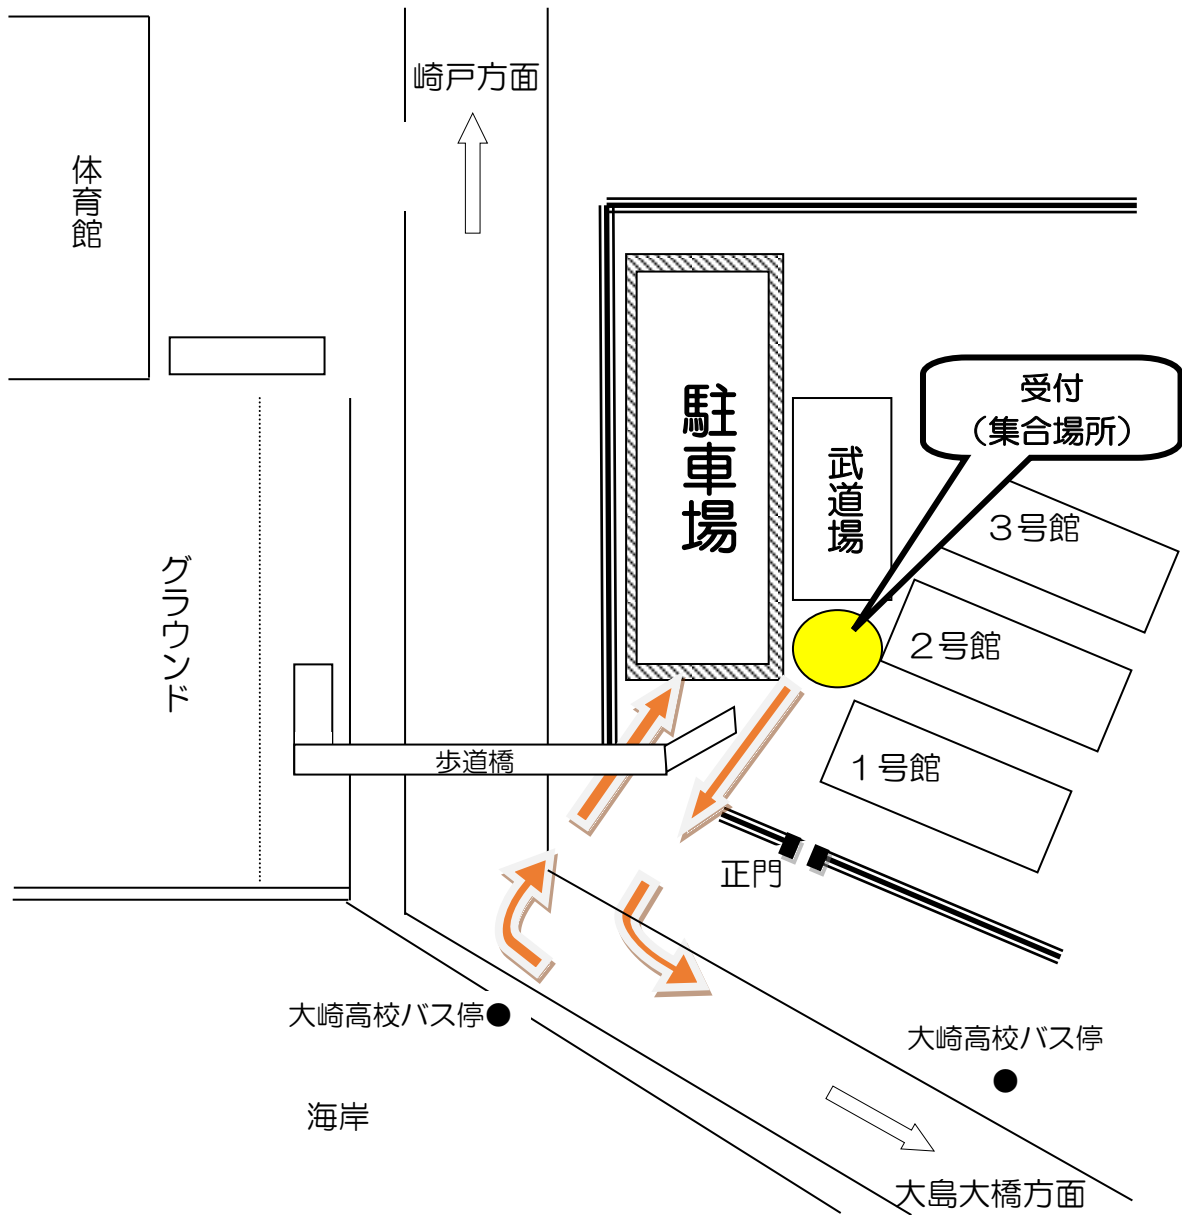 崎戸方面
体育館
受付
（集合場所）
駐車場
武道場
３号館
グラウンド
２号館
歩道橋
１号館
正門
大崎高校バス停●
大崎高校バス停
●
海岸
大島大橋方面